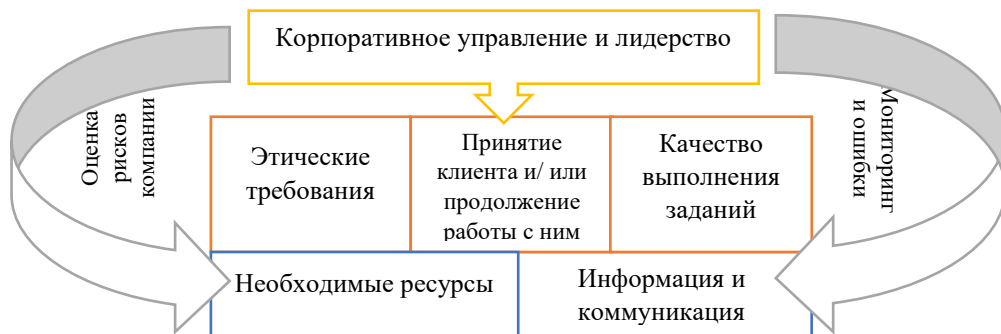 Корпоративное управление и лидерство
Оценка
рисков
компании
Мониторинг
и ошибки
Этические
требования
Принятие
клиента и/ или
продолжение
работы с ним
Качество
выполнения
заданий
Необходимые ресурсы
Информация и
коммуникация